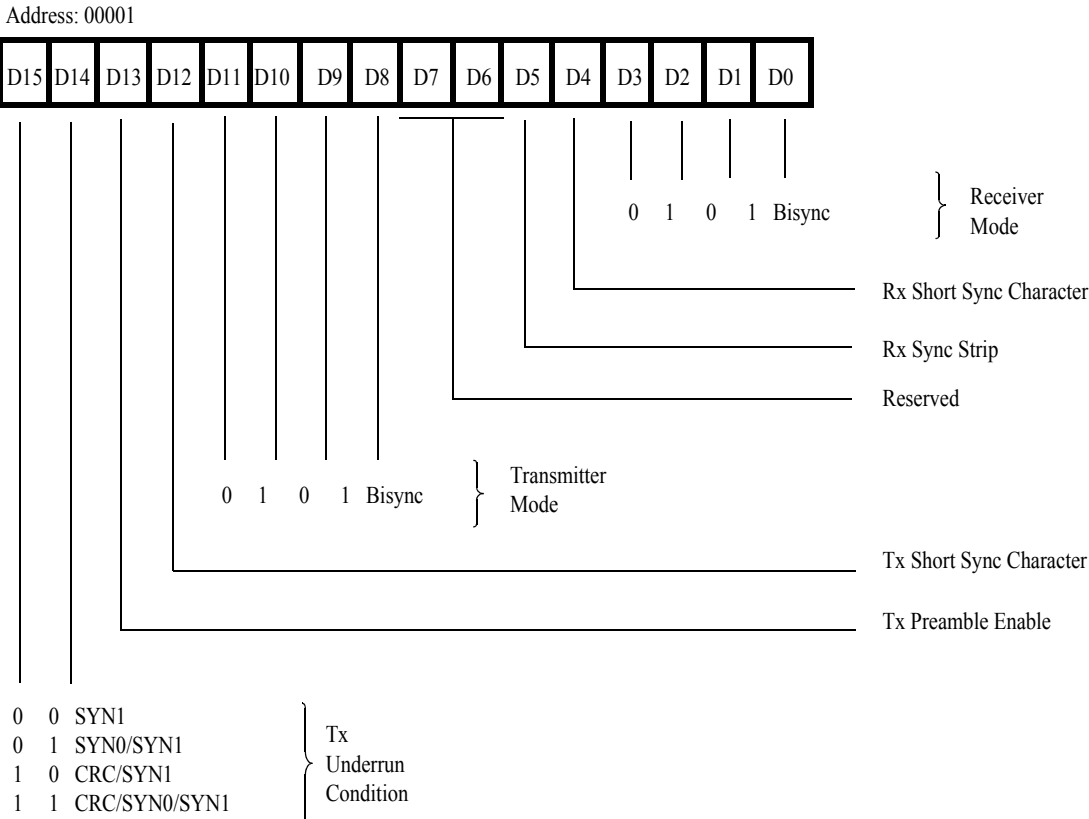 Address: 00001
D15 D14 D13 D12 D11 D10 D9 D8 D7 D6 D5 D4 D3 D2 D1 D0
0 1 0 1 Bisync
Receiver
Mode
Rx Short Sync Character
Rx Sync Strip
Reserved
0 1 0 1 Bisync
Transmitter
Mode
Tx Short Sync Character
Tx Preamble Enable
0 0 SYN1
0 1 SYN0/SYN1
1 0 CRC/SYN1
1 1 CRC/SYN0/SYN1
Tx
Underrun
Condition